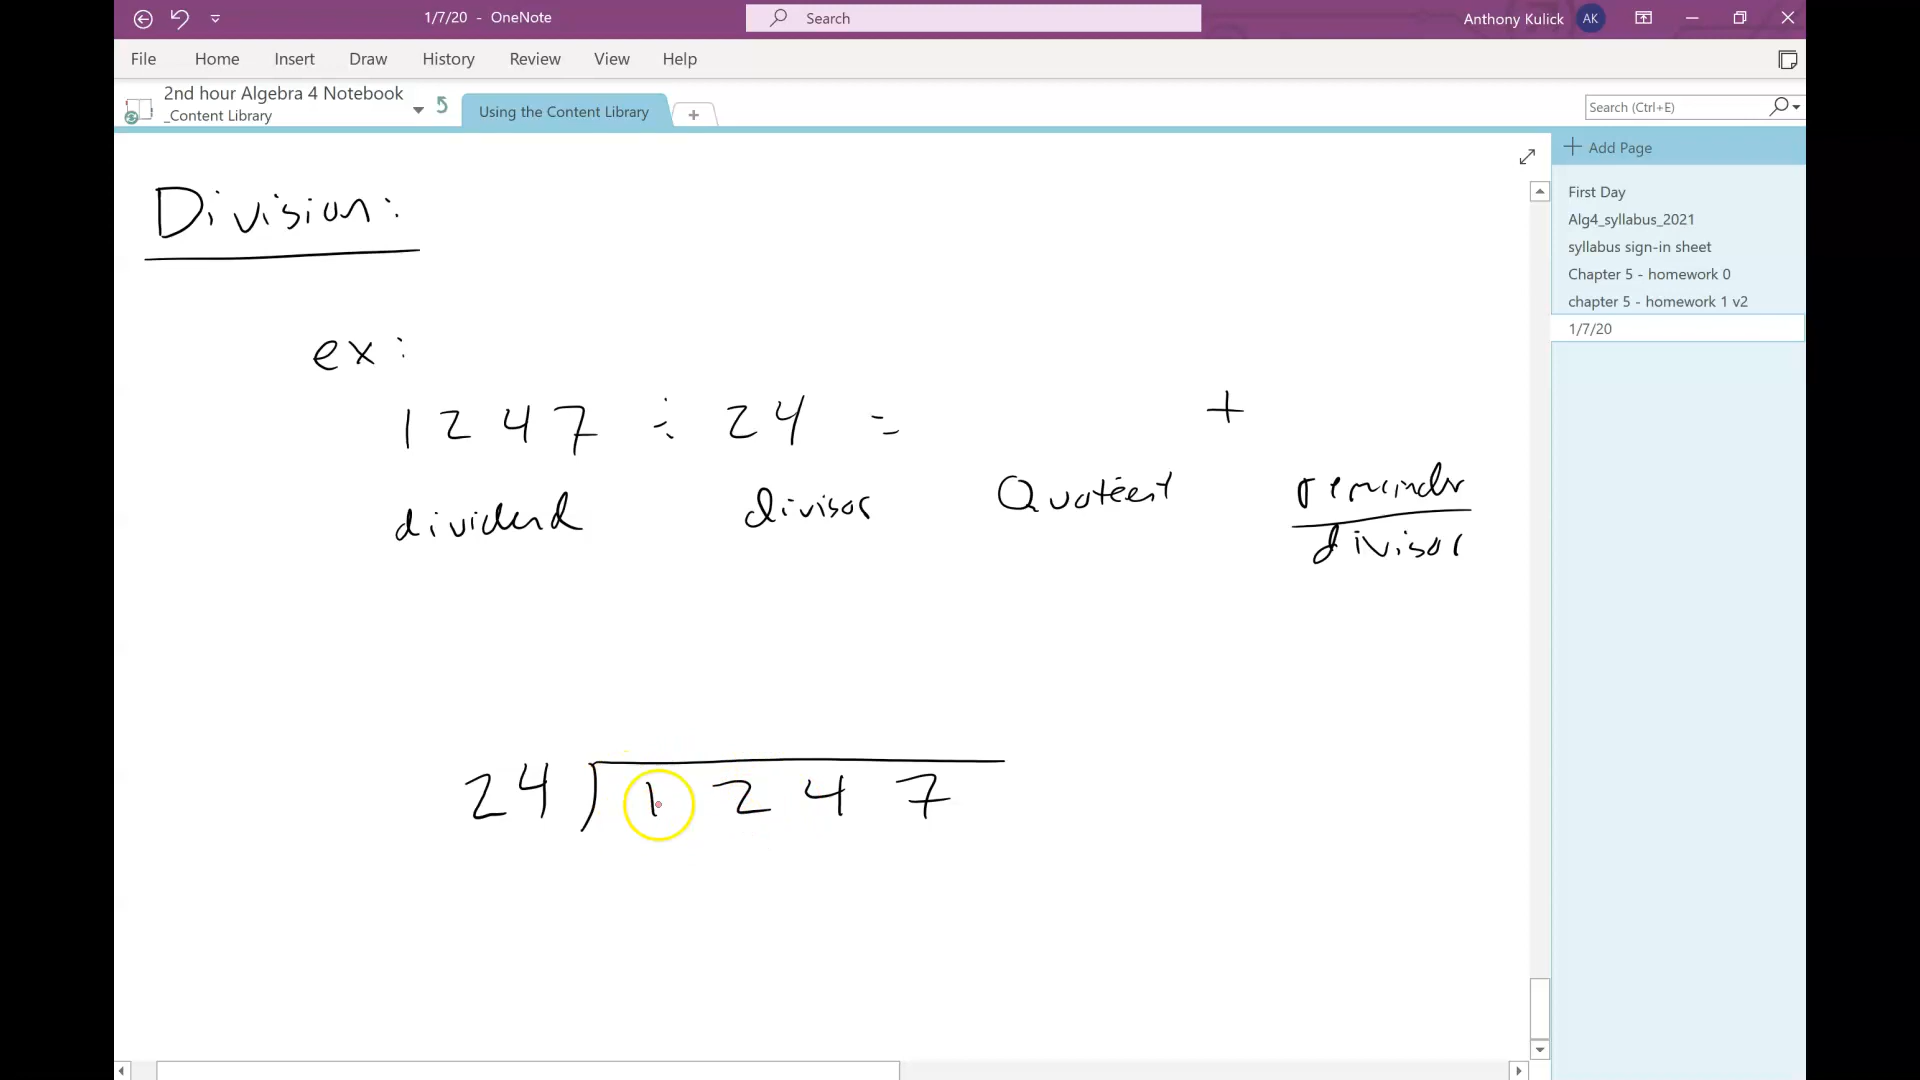 1/7/20 - OneNote
Search
Anthony Kulick AK
File Home Insert Draw History Review View Help
2nd hour Algebra 4 Notebook
_Content Library
Using the Content Library
+
Search (Ctrl+E)
+ Add Page
First Day
Alg4_syllabus_2021
syllabus sign-in sheet
Chapter 5 - homework 0
chapter 5 - homework 1 v2
1/7/20
Division:
ex:
1247 ÷ 24 = +
dividend divisor Quotient remainder
divisor
24 ) 1247